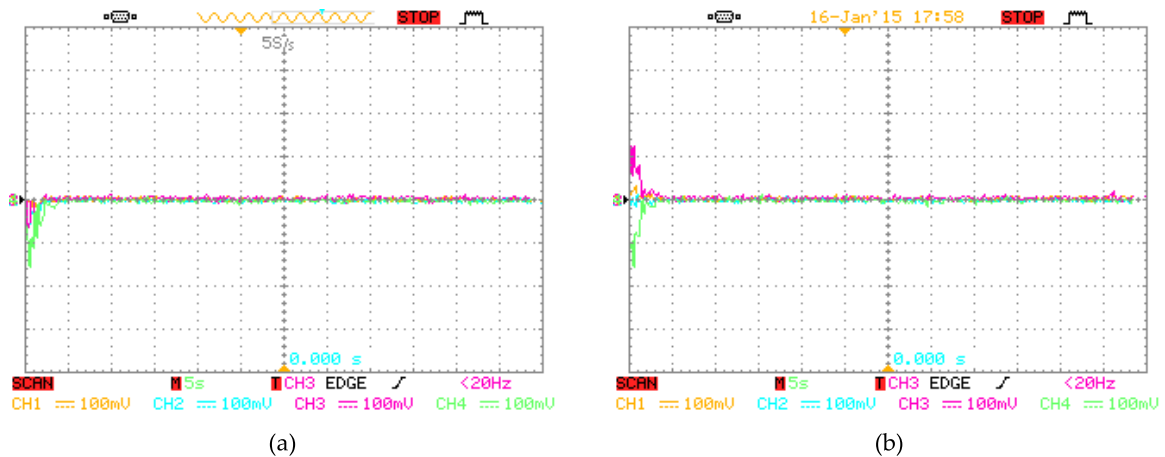 STOP
16-Jan'15 17:58 STOP
5S/s
0.000 s
0.000 s
SCAN M 5s T CH3 EDGE <20Hz
SCAN M 5s T CH3 EDGE <20Hz
CH1 100mV CH2 100mV CH3 100mV CH4 100mV
CH1 100mV CH2 100mV CH3 100mV CH4 100mV
(a)
(b)